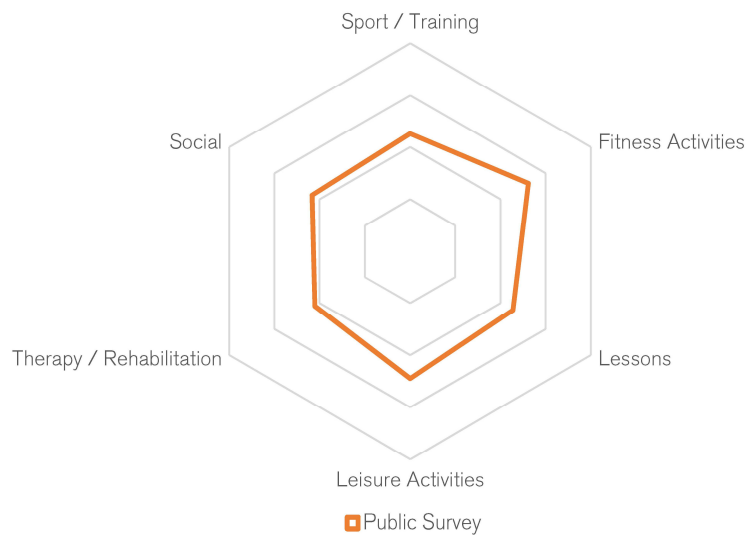 Sport / Training
Social
Fitness Activities
Therapy / Rehabilitation
Lessons
Leisure Activities
Public Survey